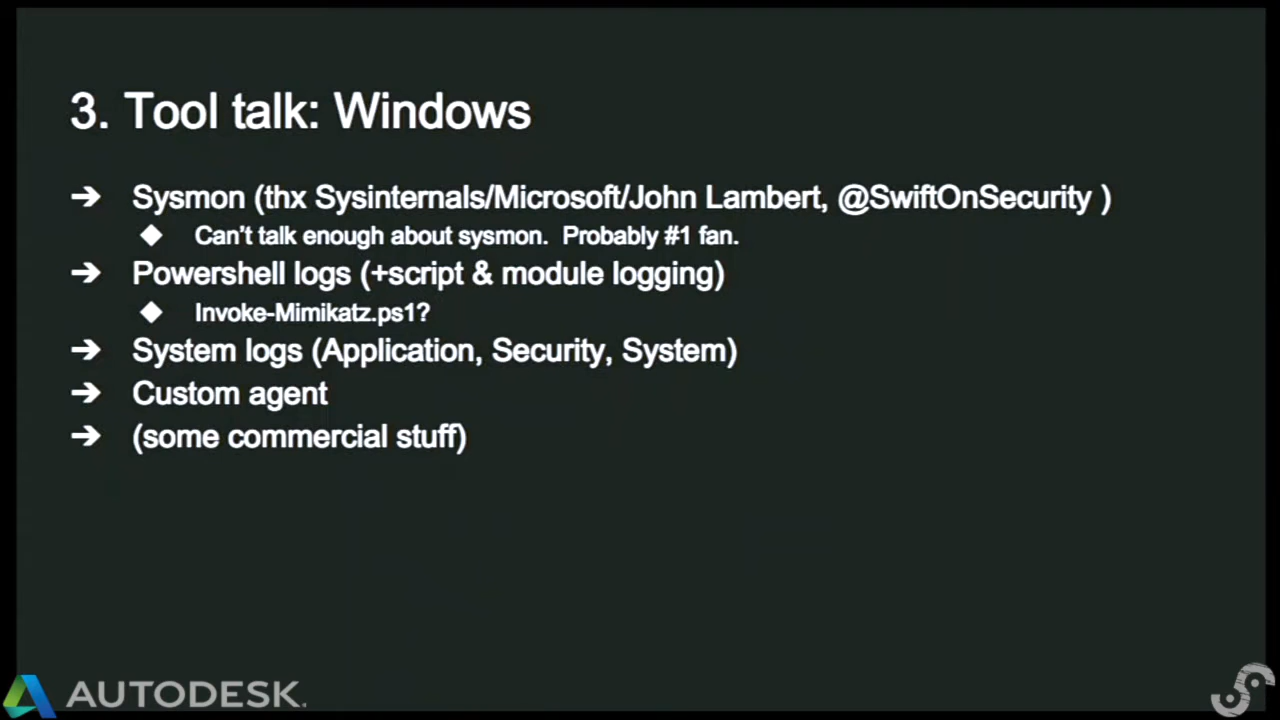 3. Tool talk: Windows
➔ Sysmon (thx Sysinternals/Microsoft/John Lambert, @SwiftOnSecurity )
◆ Can't talk enough about sysmon.  Probably #1 fan.
➔ Powershell logs (+script & module logging)
◆ Invoke-Mimikatz.ps1?
➔ System logs (Application, Security, System)
➔ Custom agent
➔ (some commercial stuff)
AUTODESK.